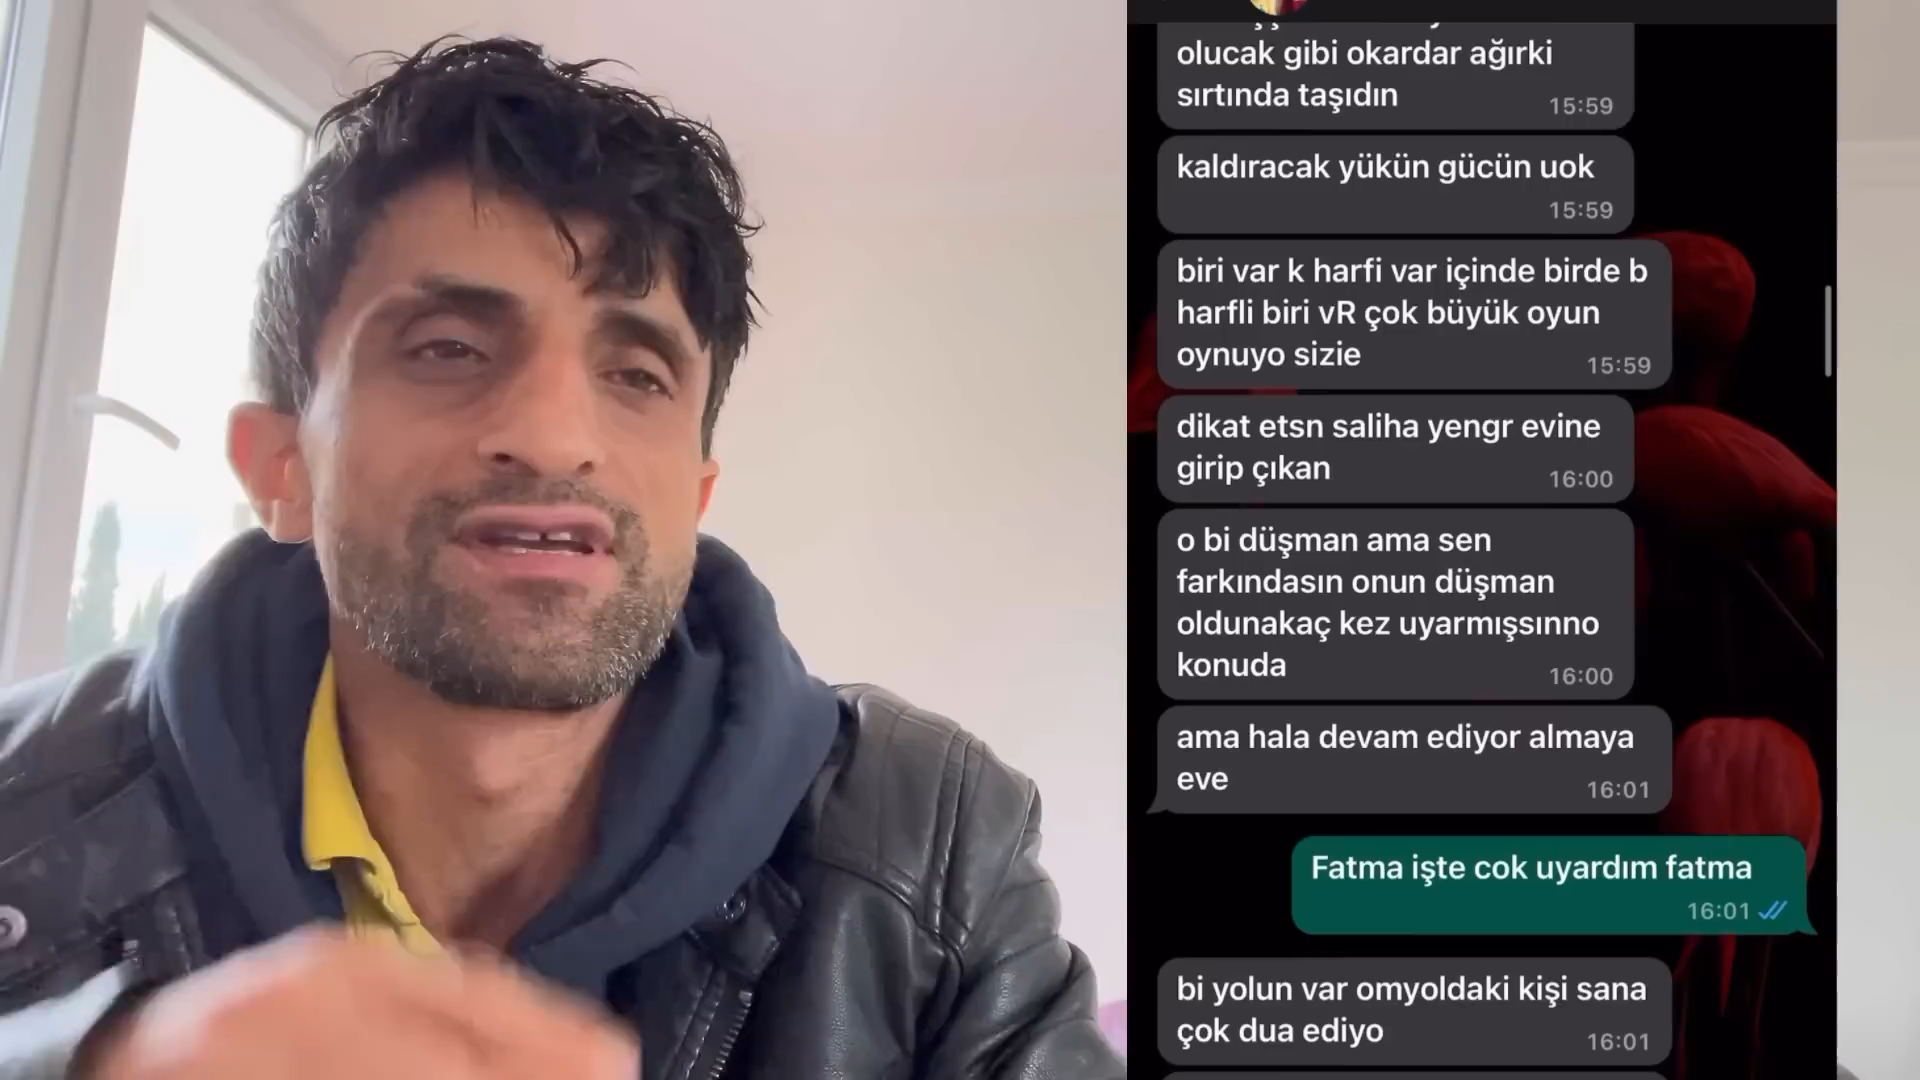 olucak gibi okardar ağırki
sırtında taşıdın
15:59
kaldıracak yükün gücün uok
15:59
biri var k harfi var içinde birde b
harfli biri vR çok büyük oyun
oynuyo sizie
15:59
dikat etsn saliha yengr evine
girip çıkan
16:00
o bi düşman ama sen
farkındasın onun düşman
oldunakaç kez uyarmışsınno
konuda
16:00
ama hala devam ediyor almaya
eve
16:01
Fatma işte cok uyardım fatma
16:01
bi yolun var omyoldaki kişi sana
çok dua ediyo
16:01